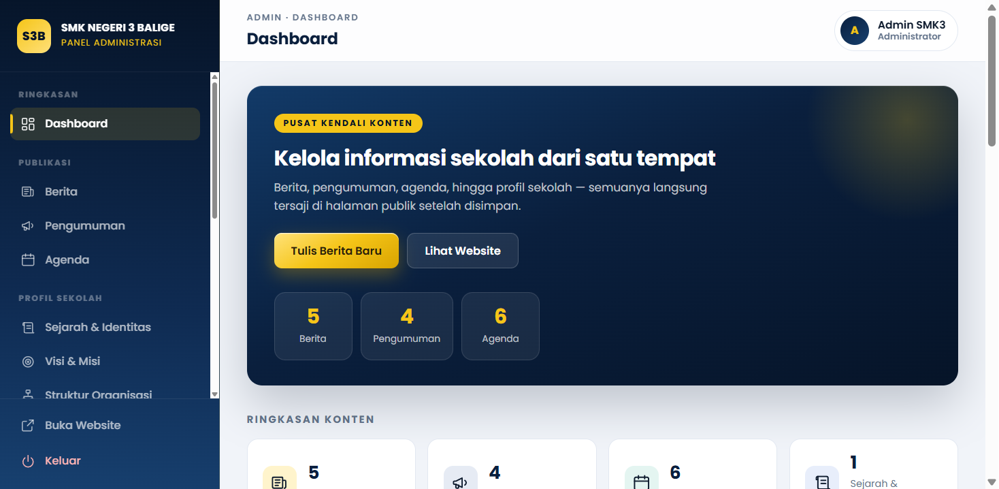 S3B
SMK NEGERI 3 BALIGE
PANEL ADMINISTRASI
RINGKASAN
Dashboard
PUBLIKASI
Berita
Pengumuman
Agenda
PROFIL SEKOLAH
Sejarah & Identitas
Visi & Misi
Struktur Organisasi
Buka Website
Keluar
ADMIN · DASHBOARD
Dashboard
A
Admin SMK3
Administrator
PUSAT KENDALI KONTEN
Kelola informasi sekolah dari satu tempat
Berita, pengumuman, agenda, hingga profil sekolah — semuanya langsung
tersaji di halaman publik setelah disimpan.
Tulis Berita Baru
Lihat Website
5
Berita
4
Pengumuman
6
Agenda
RINGKASAN KONTEN
5
4
6
1
Sejarah &